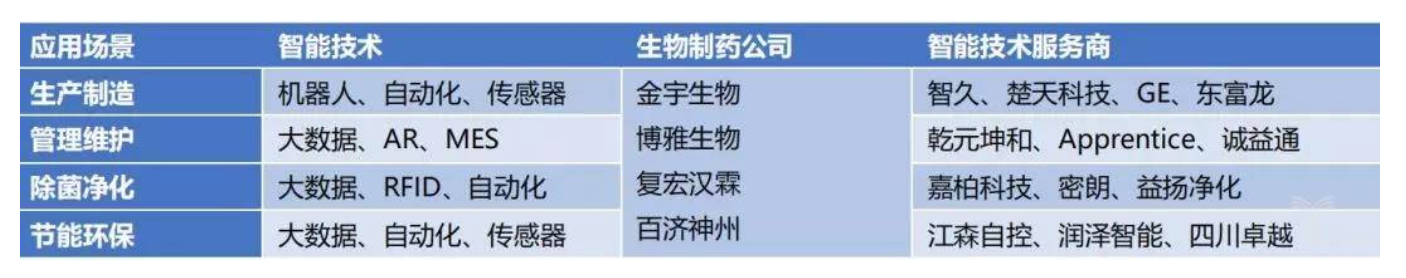 应用场景 智能技术 生物制药公司 智能技术服务商
生产制造 机器人、自动化、传感器 金宇生物 智久、楚天科技、GE、东富龙
管理维护 大数据、AR、MES 博雅生物 乾元坤和、Apprentice、诚益通
除菌净化 大数据、RFID、自动化 复宏汉霖 嘉柏科技、密朗、益扬净化
节能环保 大数据、自动化、传感器 百济神州 江森自控、润泽智能、四川卓越